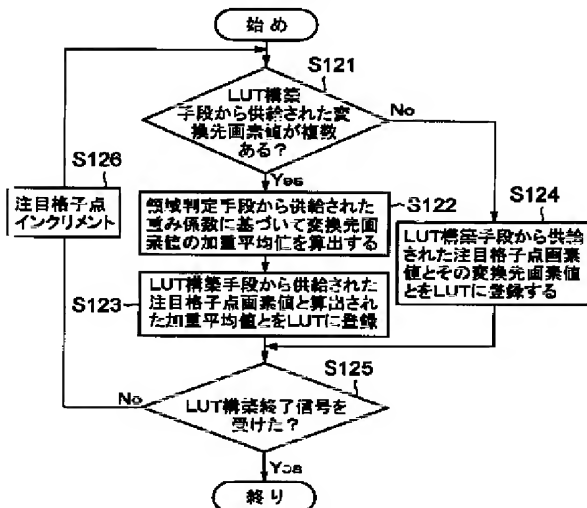 始め
S121
LUT構築
手段から供給された変
換先画素値が複数
ある？
No
Yes
S126
注目格子点
インクリメント
S122
領域判定手段から供給された
重み係数に基づいて変換先画
素値の加重平均値を算出する
S124
LUT構築手段から供給
された注目格子点画素
値とその変換先画素値
とをLUTに登録する
S123
LUT構築手段から供給された
注目格子点画素値と算出され
た加重平均値とをLUTに登録
S125
No
LUT構築終了信号を
受けた？
Yes
終り